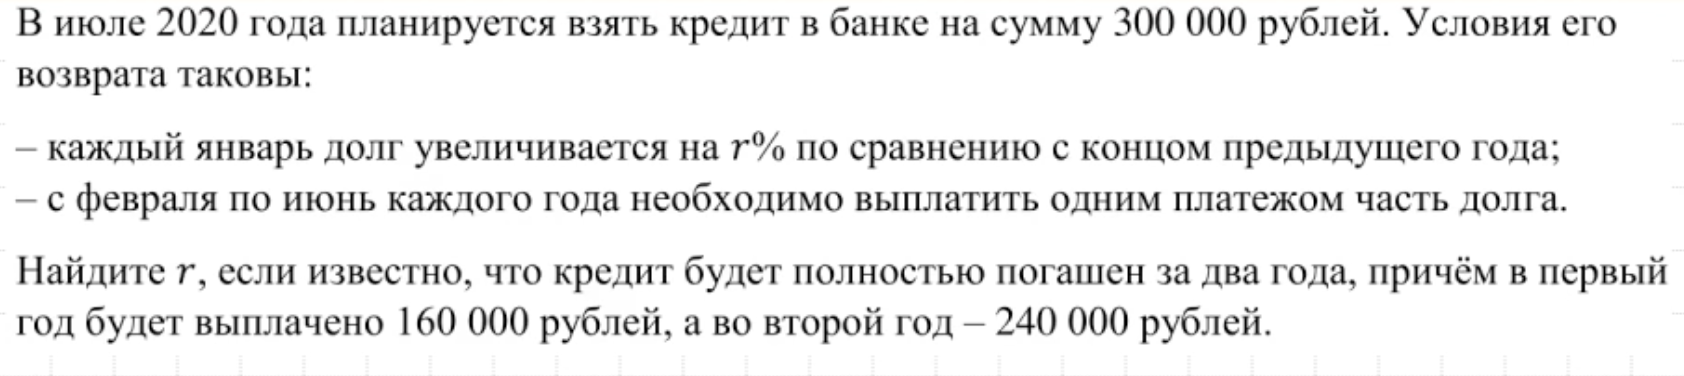 В июле 2020 года планируется взять кредит в банке на сумму 300 000 рублей. Условия его
возврата таковы:
– каждый январь долг увеличивается на r% по сравнению с концом предыдущего года;
– с февраля по июнь каждого года необходимо выплатить одним платежом часть долга.
Найдите r, если известно, что кредит будет полностью погашен за два года, причём в первый
год будет выплачено 160 000 рублей, а во второй год – 240 000 рублей.